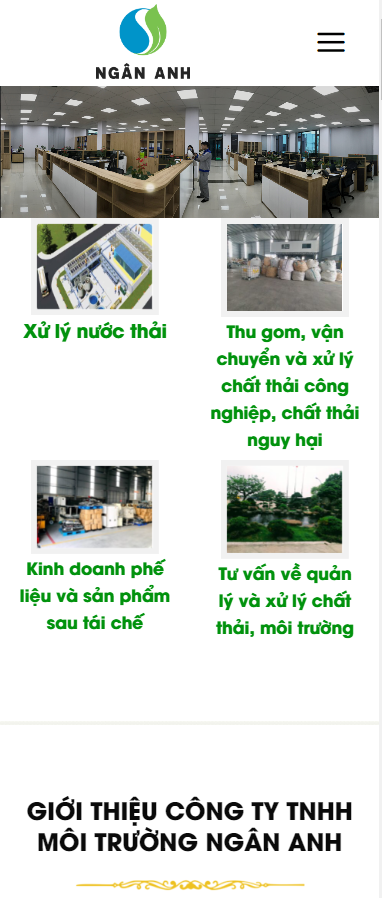 NGÂN ANH
Xử lý nước thải
Thu gom, vận
chuyển và xử lý
chất thải công
nghiệp, chất thải
nguy hại
Kinh doanh phế
liệu và sản phẩm
sau tái chế
Tư vấn về quản
lý và xử lý chất
thải, môi trường
GIỚI THIỆU CÔNG TY TNHH
MÔI TRƯỜNG NGÂN ANH